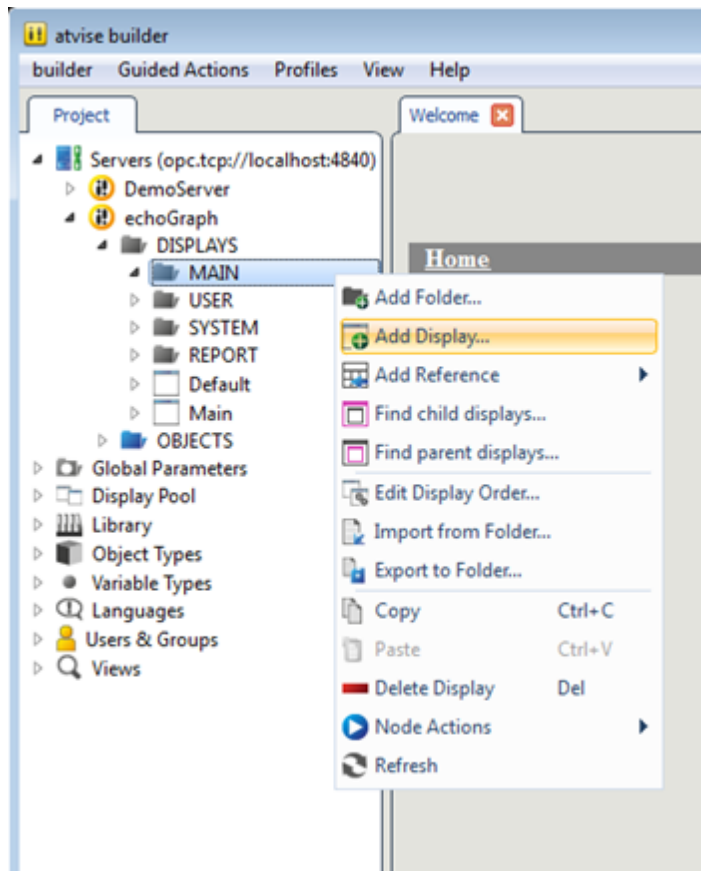 atvise builder
builder Guided Actions Profiles View Help
Project
Welcome
Servers (opc.tcp://localhost:4840)
DemoServer
echoGraph
DISPLAYS
MAIN
USER
SYSTEM
REPORT
Default
Main
OBJECTS
Global Parameters
Display Pool
Library
Object Types
Variable Types
Languages
Users & Groups
Views
Home
Add Folder...
Add Display...
Add Reference
Find child displays...
Find parent displays...
Edit Display Order...
Import from Folder...
Export to Folder...
Copy Ctrl+C
Paste Ctrl+V
Delete Display Del
Node Actions
Refresh